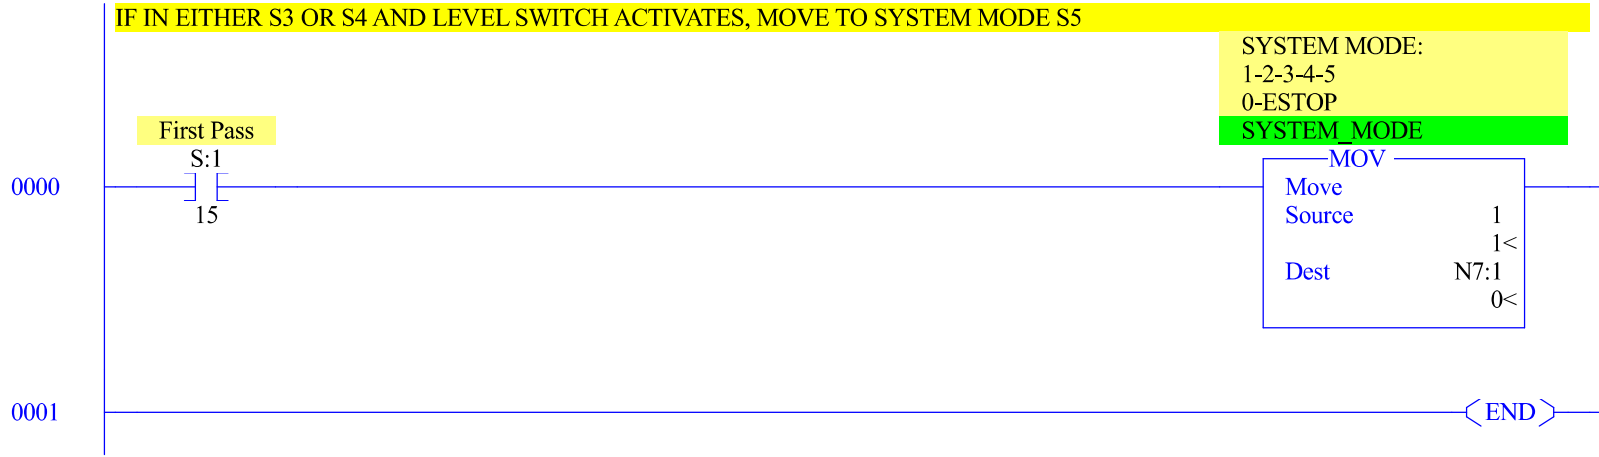 IF IN EITHER S3 OR S4 AND LEVEL SWITCH ACTIVATES, MOVE TO SYSTEM MODE S5
SYSTEM MODE:
1-2-3-4-5
0-ESTOP
First Pass
SYSTEM_MODE
S:1
MOV
0000
Move
15
Source 1
1<
Dest N7:1
0<
0001
END